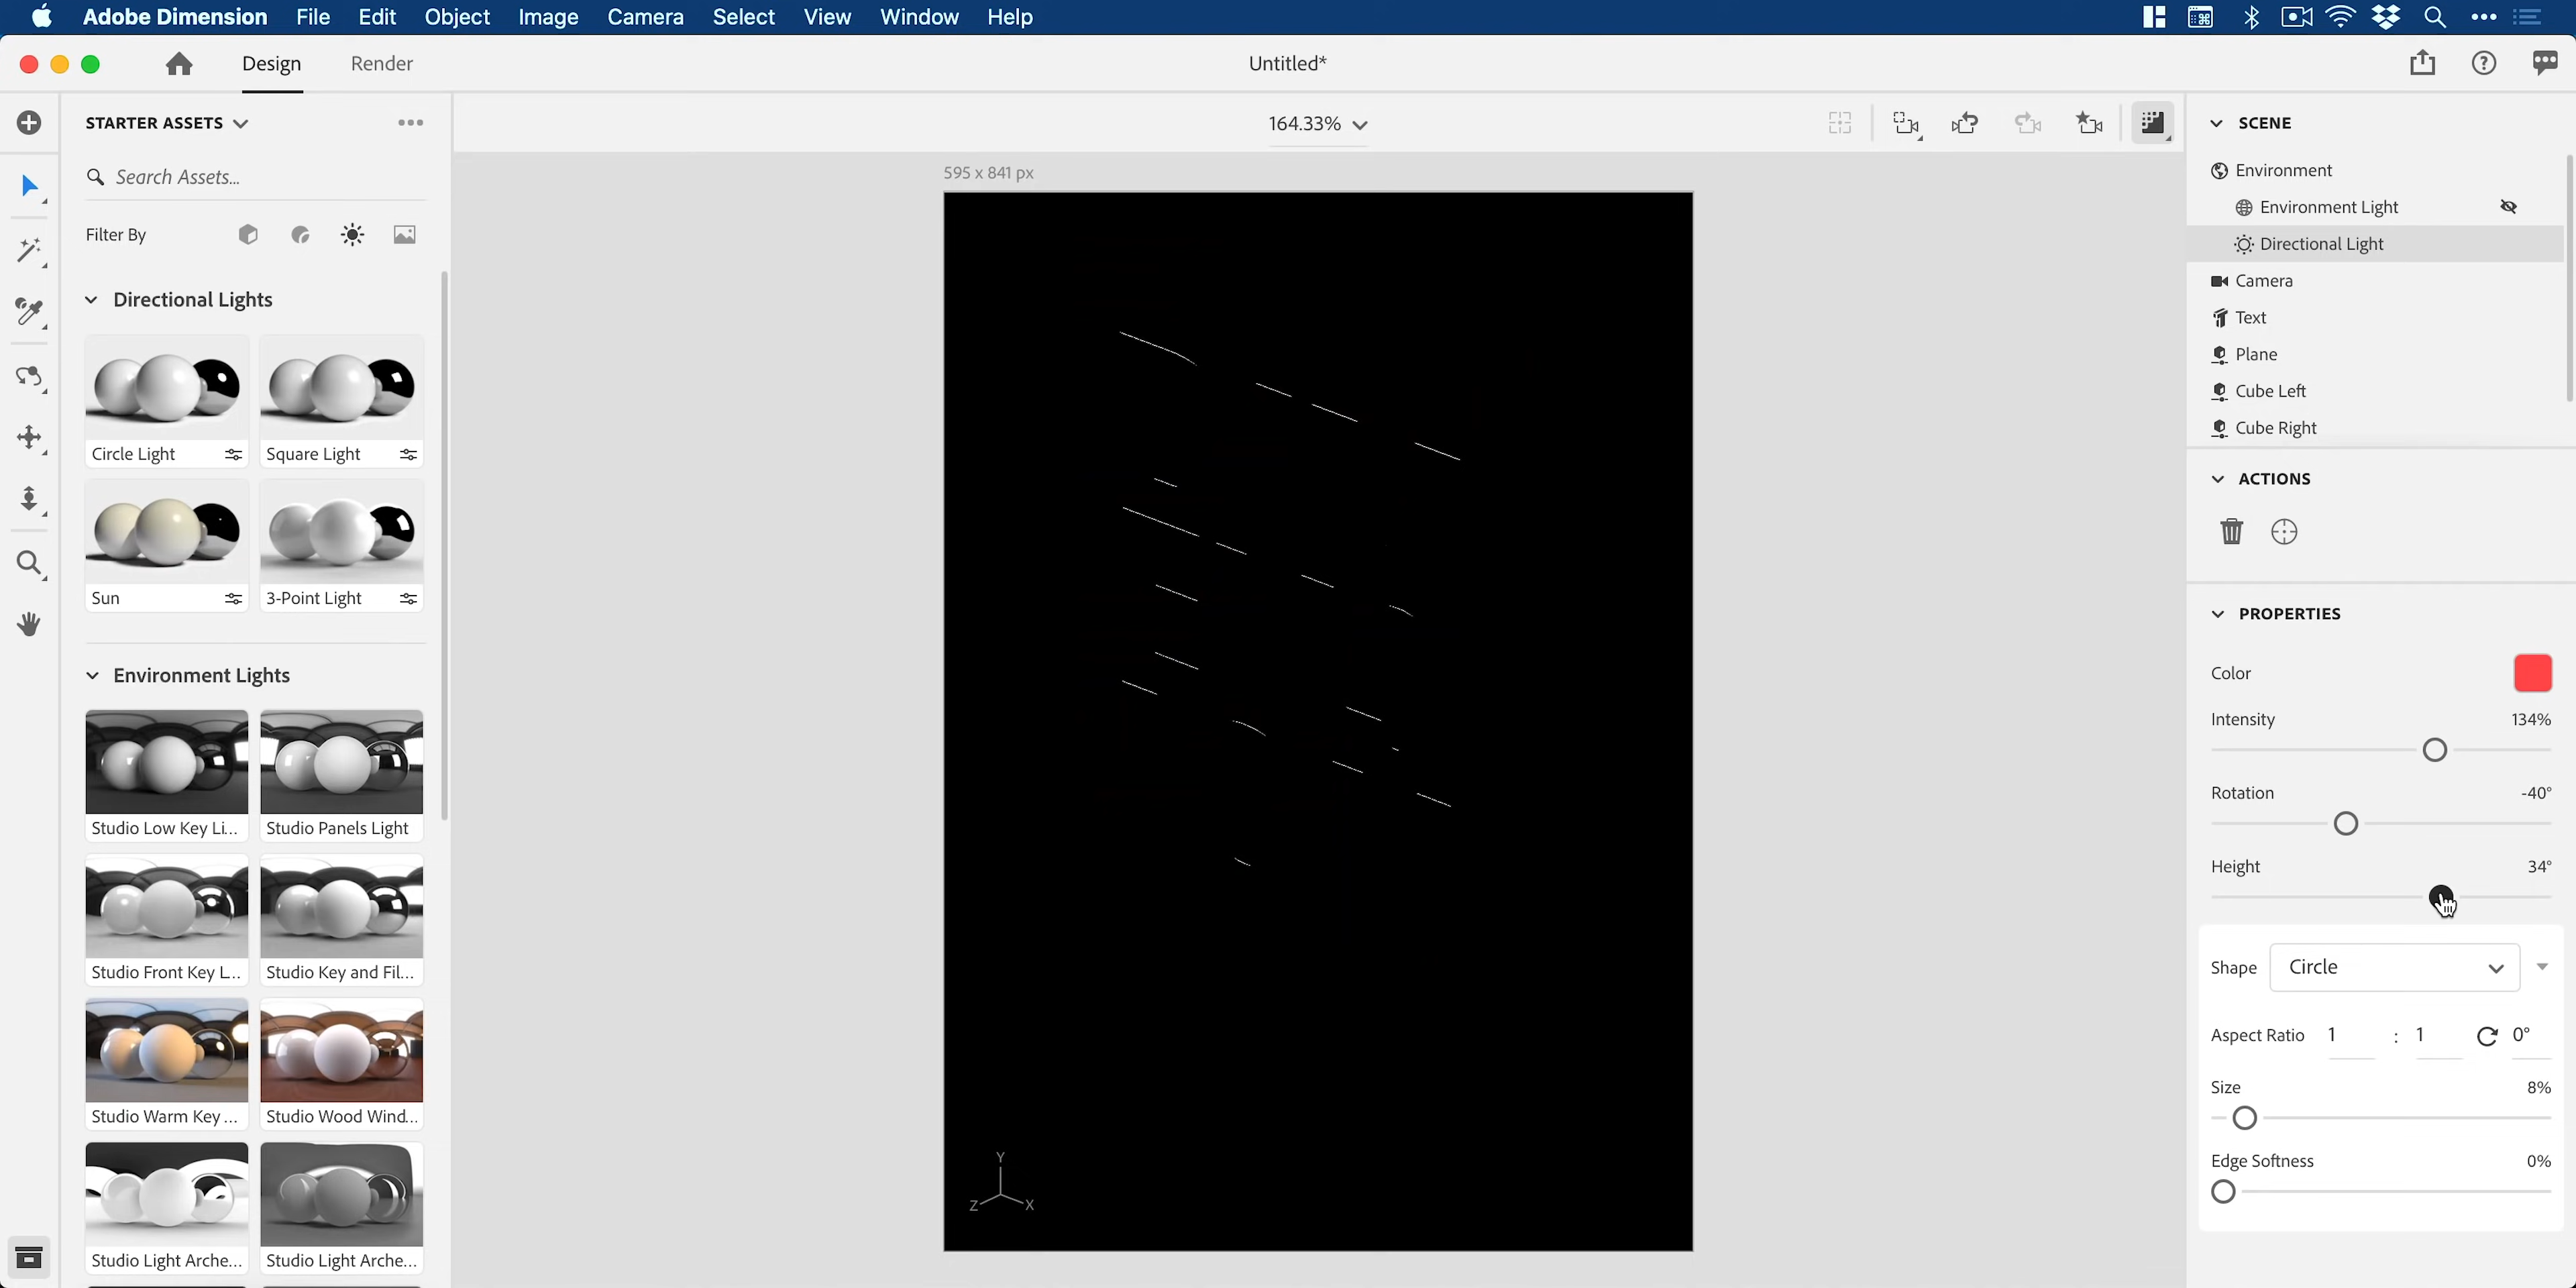 Adobe Dimension File Edit Object Image Camera Select View Window Help
Design Render Untitled*
STARTER ASSETS
Search Assets...
Filter By
Directional Lights
Circle Light
Square Light
Sun
3-Point Light
Environment Lights
Studio Low Key Li...
Studio Panels Light
Studio Front Key L...
Studio Key and Fil...
Studio Warm Key ...
Studio Wood Wind...
Studio Light Arche...
Studio Light Arche...
164.33%
595 x 841 px
Y
Z
X
SCENE
Environment
Environment Light
Directional Light
Camera
Text
Plane
Cube Left
Cube Right
ACTIONS
PROPERTIES
Color
Intensity 134%
Rotation -40°
Height 34°
Shape Circle
Aspect Ratio 1 : 1 0°
Size 8%
Edge Softness 0%